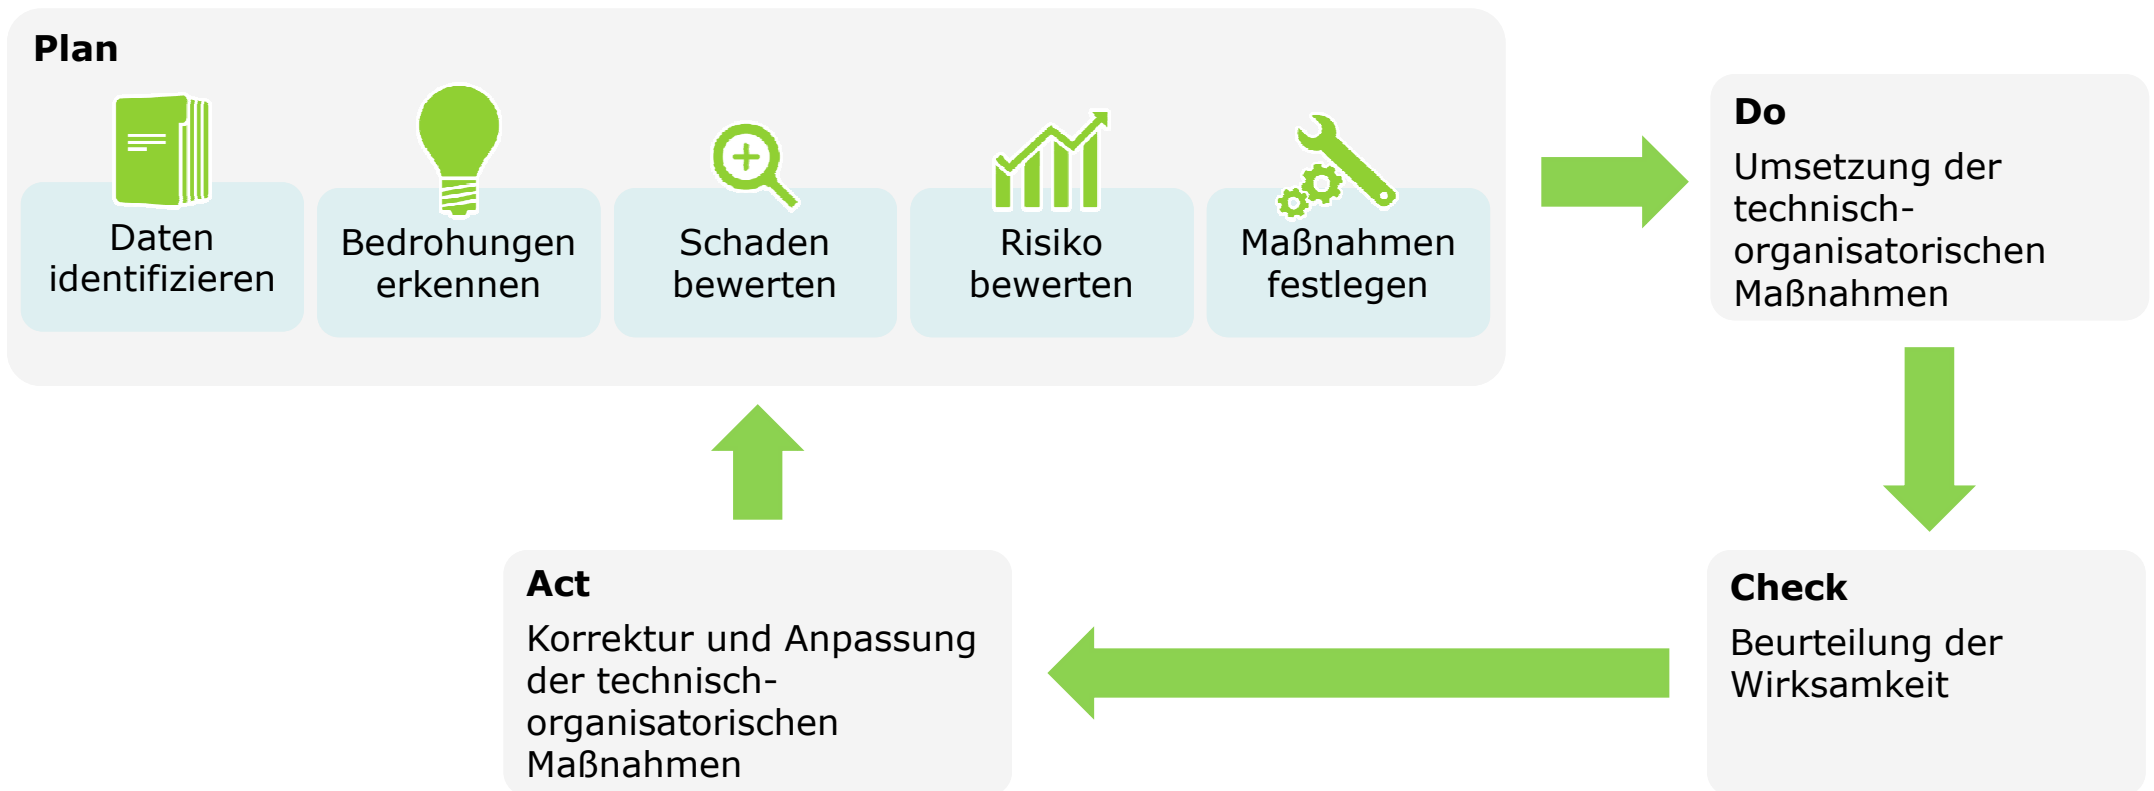 Plan
Daten
identifizieren
Bedrohungen
erkennen
Schaden
bewerten
Risiko
bewerten
Maßnahmen
festlegen
Do
Umsetzung der
technisch-
organisatorischen
Maßnahmen
Check
Beurteilung der
Wirksamkeit
Act
Korrektur und Anpassung
der technisch-
organisatorischen
Maßnahmen